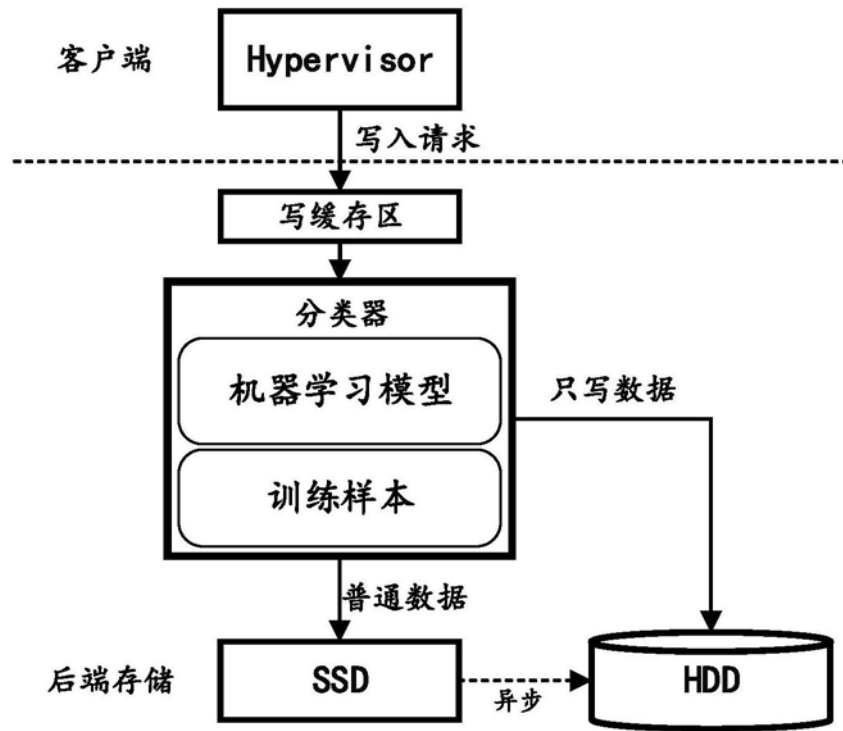 客户端
Hypervisor
写入请求
写缓存区
分类器
机器学习模型
只写数据
训练样本
普通数据
后端存储
SSD
异步
HDD